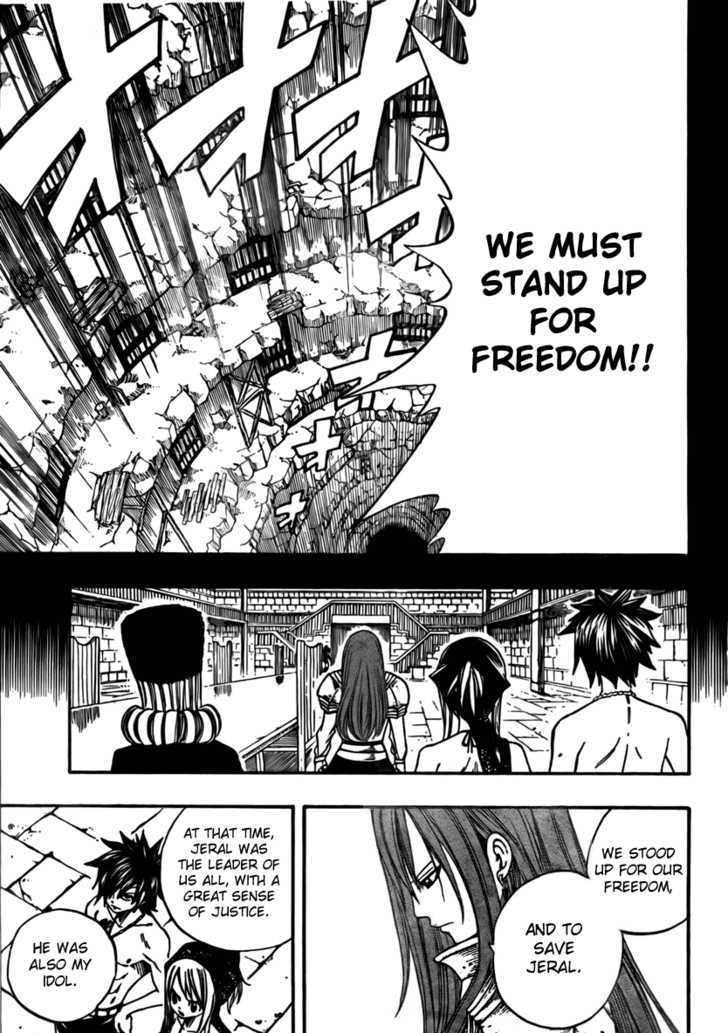 WE MUST
STAND UP
FOR
FREEDOM!!
WE STOOD
UP FOR OUR
FREEDOM,
AND TO
SAVE
JERAL.
AT THAT TIME,
JERAL WAS
THE LEADER OF
US ALL, WITH A
GREAT SENSE
OF JUSTICE.
HE WAS
ALSO MY
IDOL.